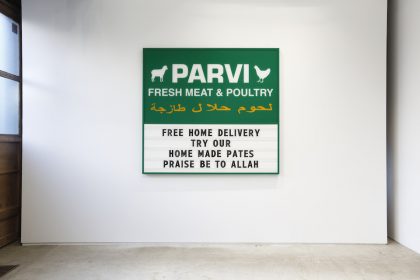 PARVI
FRESH MEAT & POULTRY
لحوم حلال طازجة
FREE HOME DELIVERY
TRY OUR
HOME MADE PATES
PRAISE BE TO ALLAH